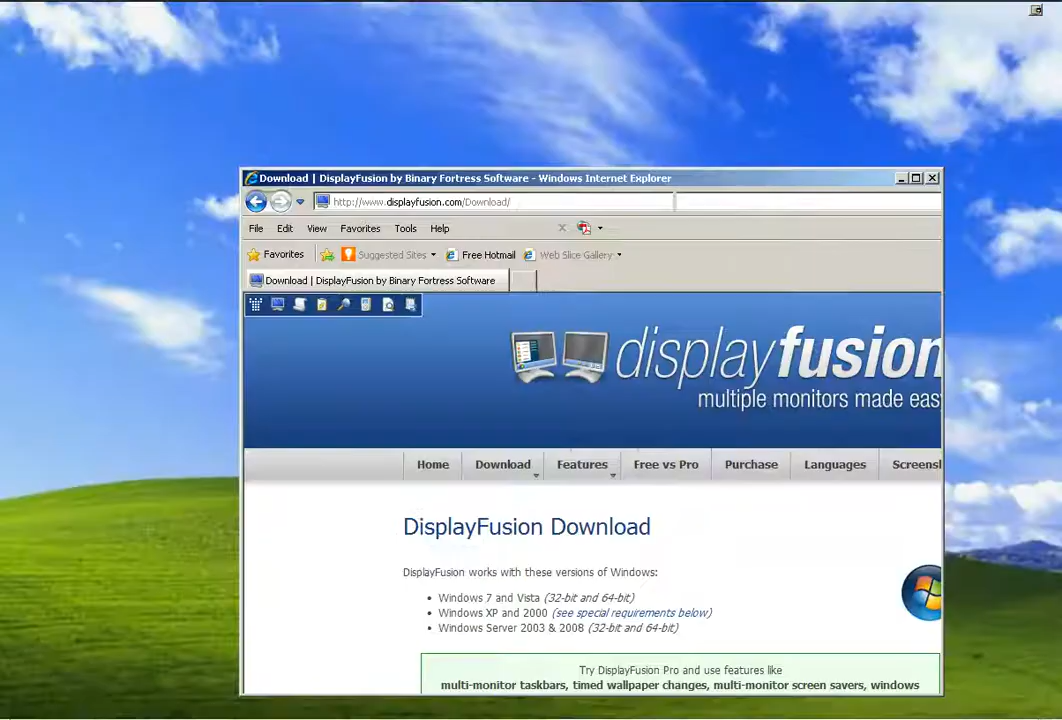 Download | DisplayFusion by Binary Fortress Software - Windows Internet Explorer
http://www.displayfusion.com/Download/
File Edit View Favorites Tools Help
Favorites Suggested Sites Free Hotmail Web Slice Gallery
Download | DisplayFusion by Binary Fortress Software
displayfusion
multiple monitors made eas
Home Download Features Free vs Pro Purchase Languages Screensh
DisplayFusion Download
DisplayFusion works with these versions of Windows:
• Windows 7 and Vista (32-bit and 64-bit)
• Windows XP and 2000 (see special requirements below)
• Windows Server 2003 & 2008 (32-bit and 64-bit)
Try DisplayFusion Pro and use features like
multi-monitor taskbars, timed wallpaper changes, multi-monitor screen savers, windows